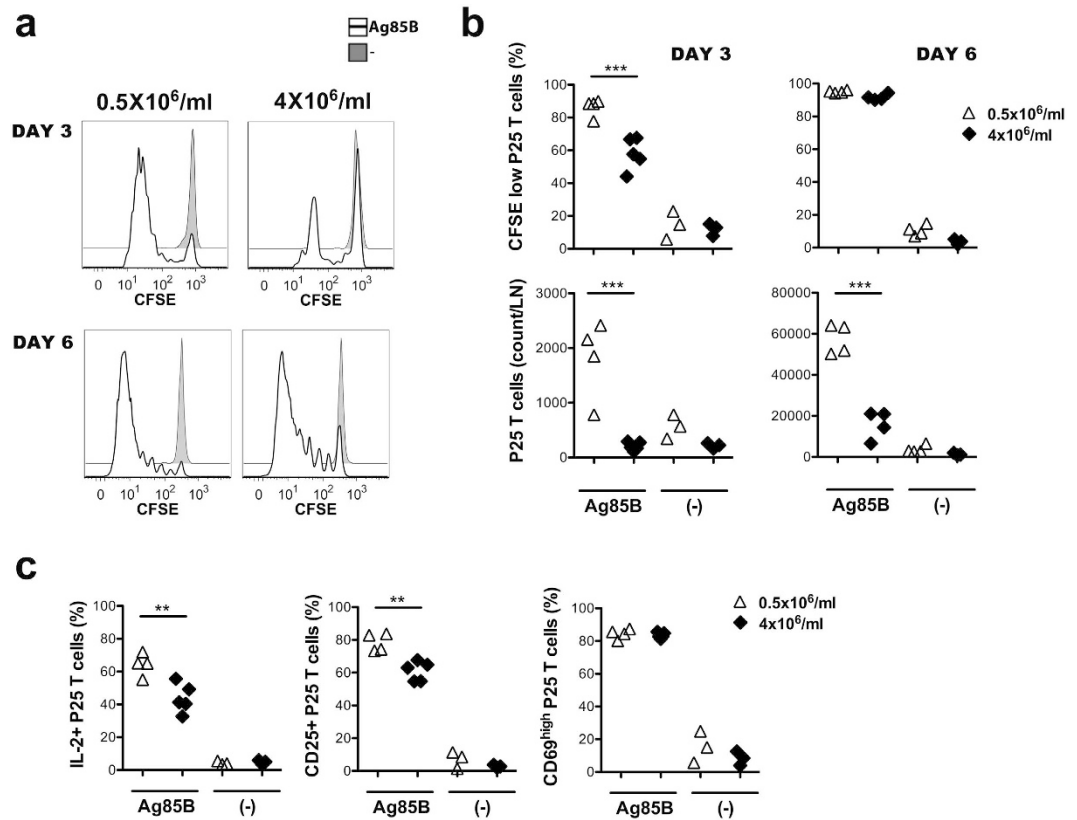 a
Ag85B
-
0.5X10⁶/ml 4X10⁶/ml
DAY 3
0 10¹ 10² 10³ 0 10¹ 10² 10³
CFSE CFSE
DAY 6
0 10¹ 10² 10³ 0 10¹ 10² 10³
CFSE CFSE
b
DAY 3 DAY 6
CFSE low P25 T cells (%)
100
80
60
40
20
0
***
100
80
60
40
20
0
0.5x10⁶/ml
4x10⁶/ml
P25 T cells (count/LN)
3000
2000
1000
0
***
80000
60000
40000
20000
0
***
Ag85B (-) Ag85B (-)
c
IL-2+ P25 T cells (%)
100
80
60
40
20
0
**
Ag85B (-)
CD25+ P25 T cells (%)
100
80
60
40
20
0
**
Ag85B (-)
CD69ʰⁱᵍʰ P25 T cells (%)
100
80
60
40
20
0
Ag85B (-)
0.5x10⁶/ml
4x10⁶/ml